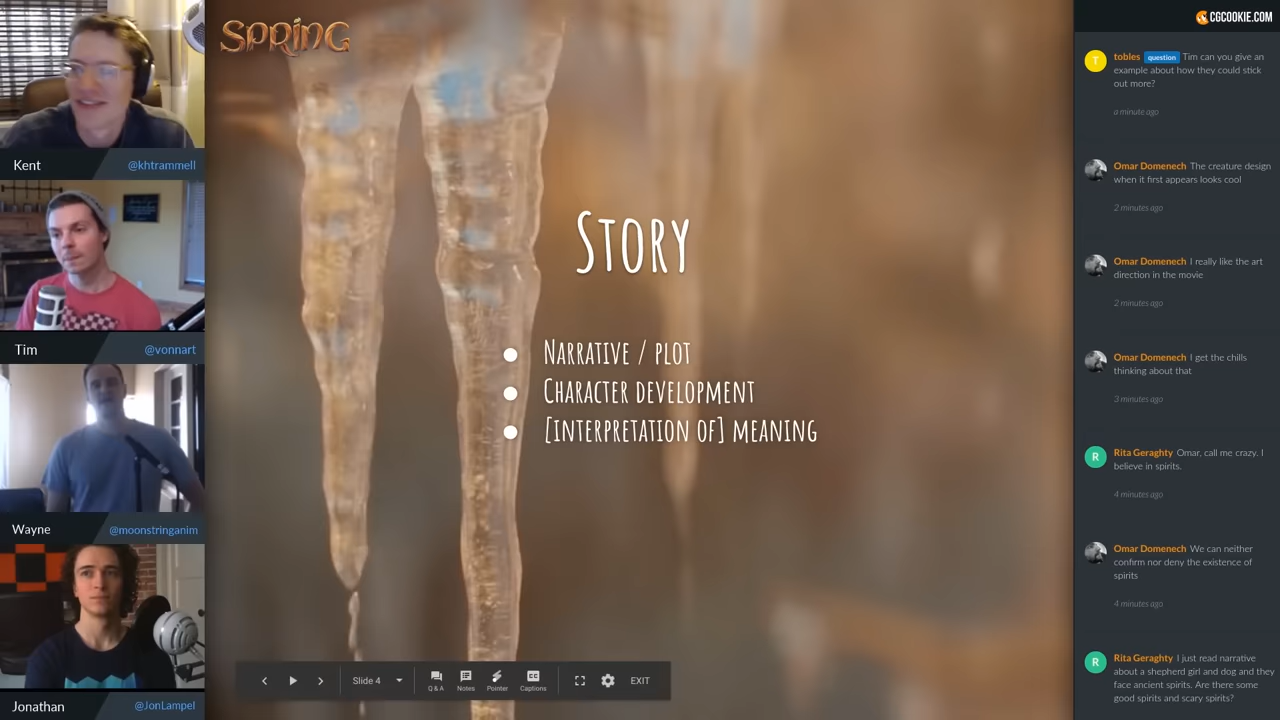 Kent
@khtrammell
Tim
@vonnart
Wayne
@moonstringanim
Jonathan
@JonLampel
SPRING
STORY
● NARRATIVE / PLOT
● CHARACTER DEVELOPMENT
● [INTERPRETATION OF] MEANING
Slide 4
Q & A
Notes
Pointer
Captions
EXIT
CGCOOKIE.COM
T
tobles question Tim can you give an
example about how they could stick
out more?
a minute ago
Omar Domenech The creature design
when it first appears looks cool
2 minutes ago
Omar Domenech I really like the art
direction in the movie
2 minutes ago
Omar Domenech I get the chills
thinking about that
3 minutes ago
R
Rita Geraghty Omar, call me crazy. I
believe in spirits.
4 minutes ago
Omar Domenech We can neither
confirm nor deny the existence of
spirits
4 minutes ago
R
Rita Geraghty I just read narrative
about a shepherd girl and dog and they
face ancient spirits. Are there some
good spirits and scary spirits?